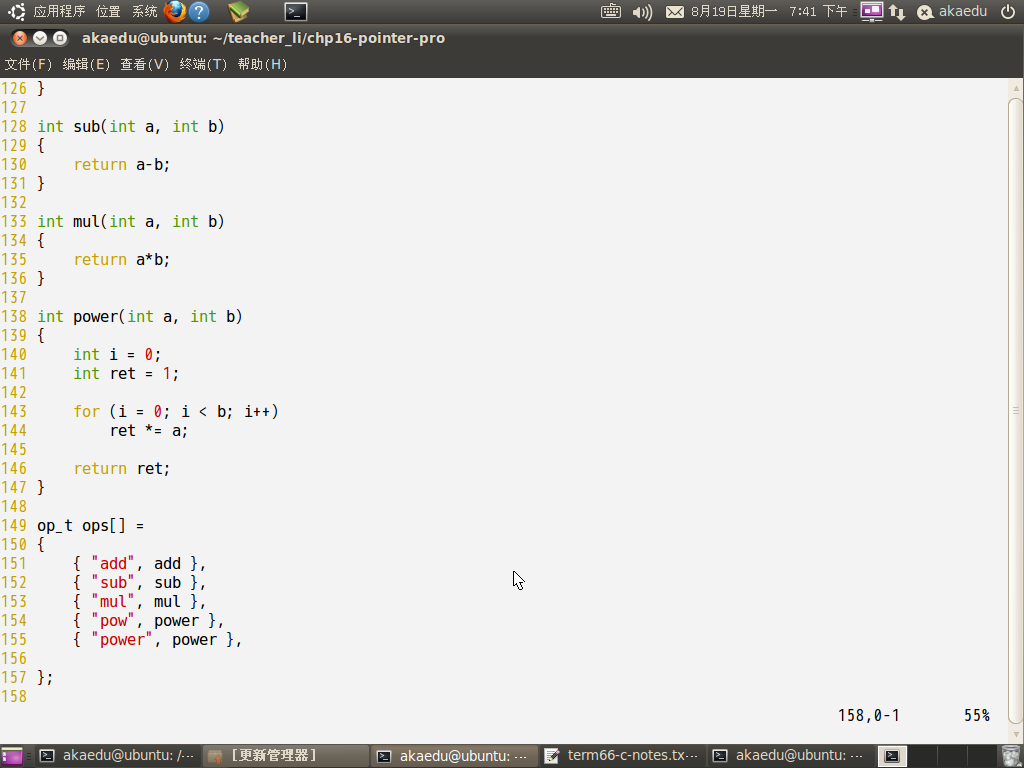 应用程序 位置 系统 8月19日星期一 7:41 下午 akaedu
akaedu@ubuntu: ~/teacher_li/chp16-pointer-pro
文件(F) 编辑(E) 查看(V) 终端(T) 帮助(H)
126 }
127
128 int sub(int a, int b)
129 {
130     return a-b;
131 }
132
133 int mul(int a, int b)
134 {
135     return a*b;
136 }
137
138 int power(int a, int b)
139 {
140     int i = 0;
141     int ret = 1;
142
143     for (i = 0; i < b; i++)
144         ret *= a;
145
146     return ret;
147 }
148
149 op_t ops[] =
150 {
151     { "add", add },
152     { "sub", sub },
153     { "mul", mul },
154     { "pow", power },
155     { "power", power },
156
157 };
158
158,0-1 55%
akaedu@ubuntu: /··· [更新管理器] akaedu@ubuntu: ··· term66-c-notes.tx··· akaedu@ubuntu: ···